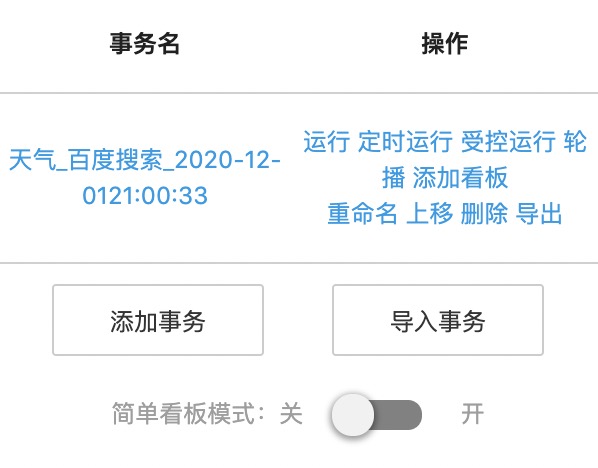 事务名 操作
天气_百度搜索_2020-12-
0121:00:33
运行 定时运行 受控运行 轮
播 添加看板
重命名 上移 删除 导出
添加事务 导入事务
简单看板模式：关 开